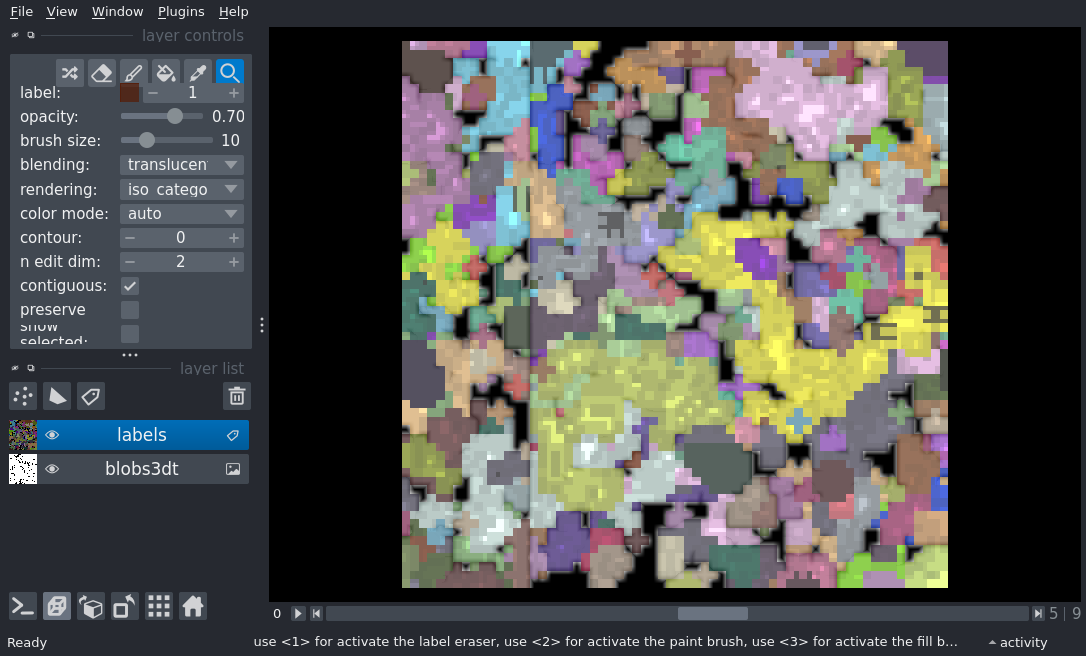 File View Window Plugins Help
layer controls
label: 1
opacity: 0.70
brush size: 10
blending: translucen
rendering: iso_catego
color mode: auto
contour: 0
n edit dim: 2
contiguous:
preserve
show
selected:
layer list
labels
blobs3dt
0 5 | 9
Ready use <1> for activate the label eraser, use <2> for activate the paint brush, use <3> for activate the fill b... activity